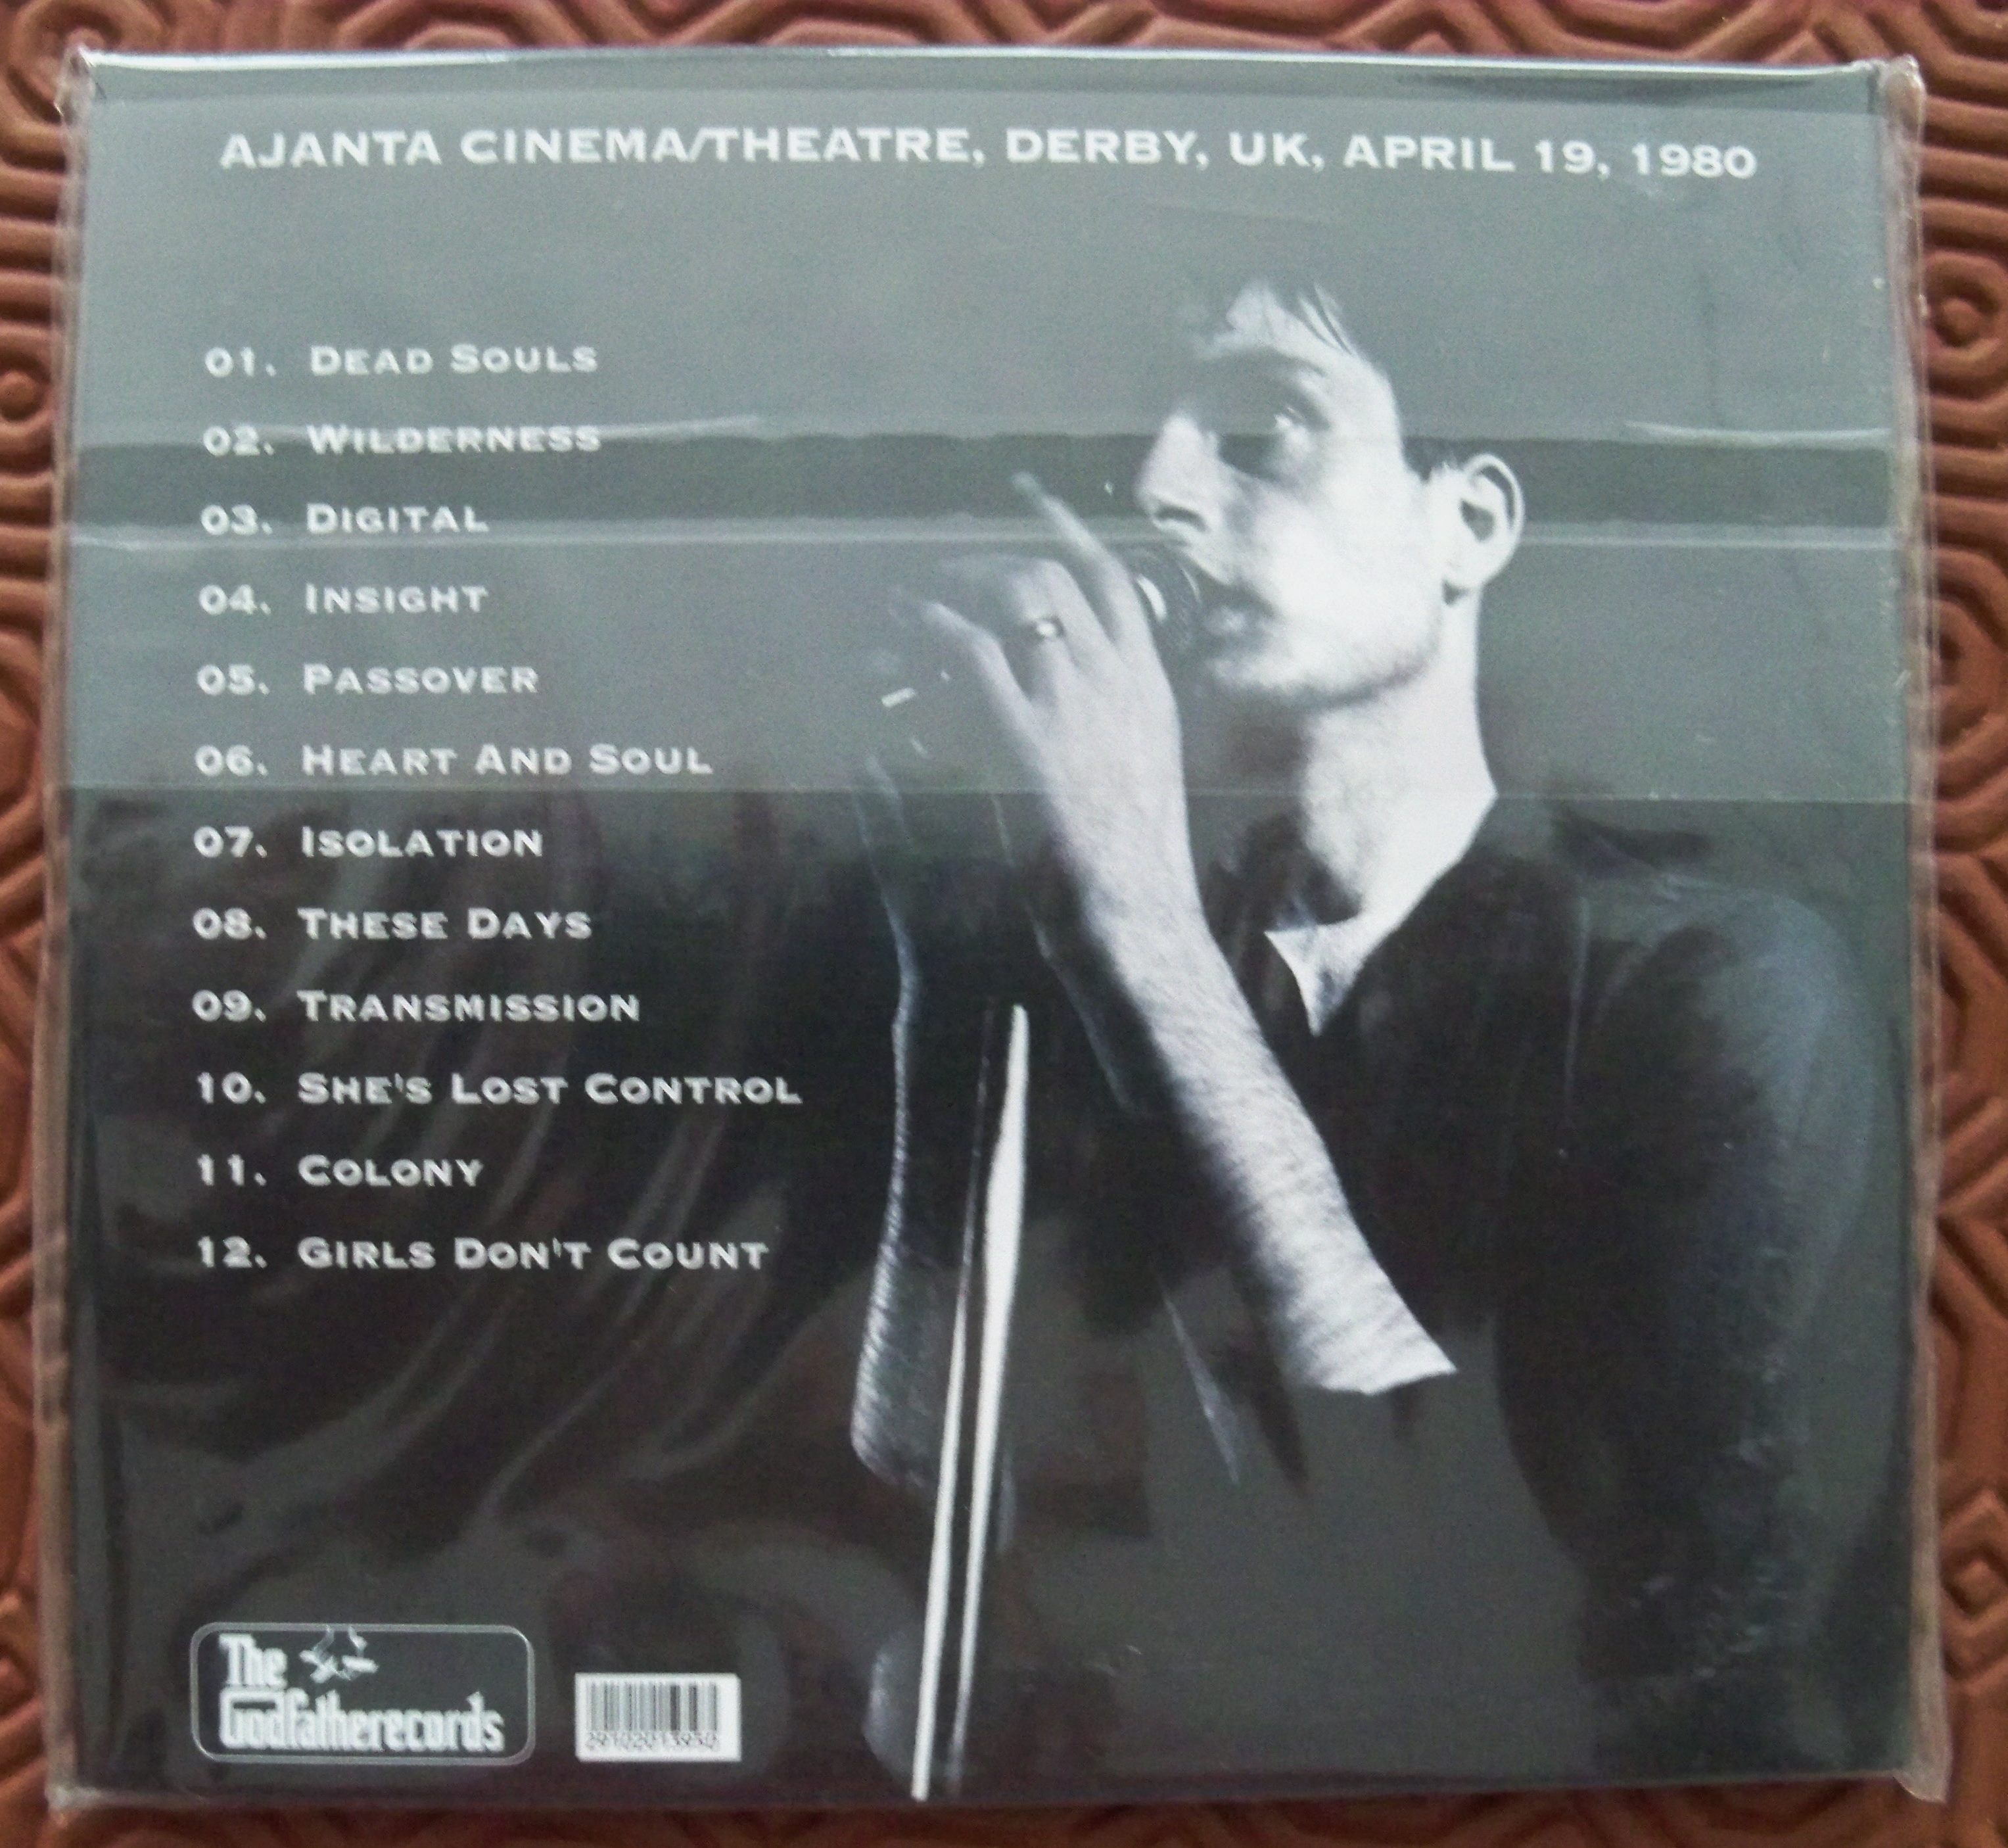 AJANTA CINEMA/THEATRE, DERBY, UK, APRIL 19, 1980
01. DEAD SOULS
02. WILDERNESS
03. DIGITAL
04. INSIGHT
05. PASSOVER
06. HEART AND SOUL
07. ISOLATION
08. THESE DAYS
09. TRANSMISSION
10. SHE'S LOST CONTROL
11. COLONY
12. GIRLS DON'T COUNT
The
Godfatherecords